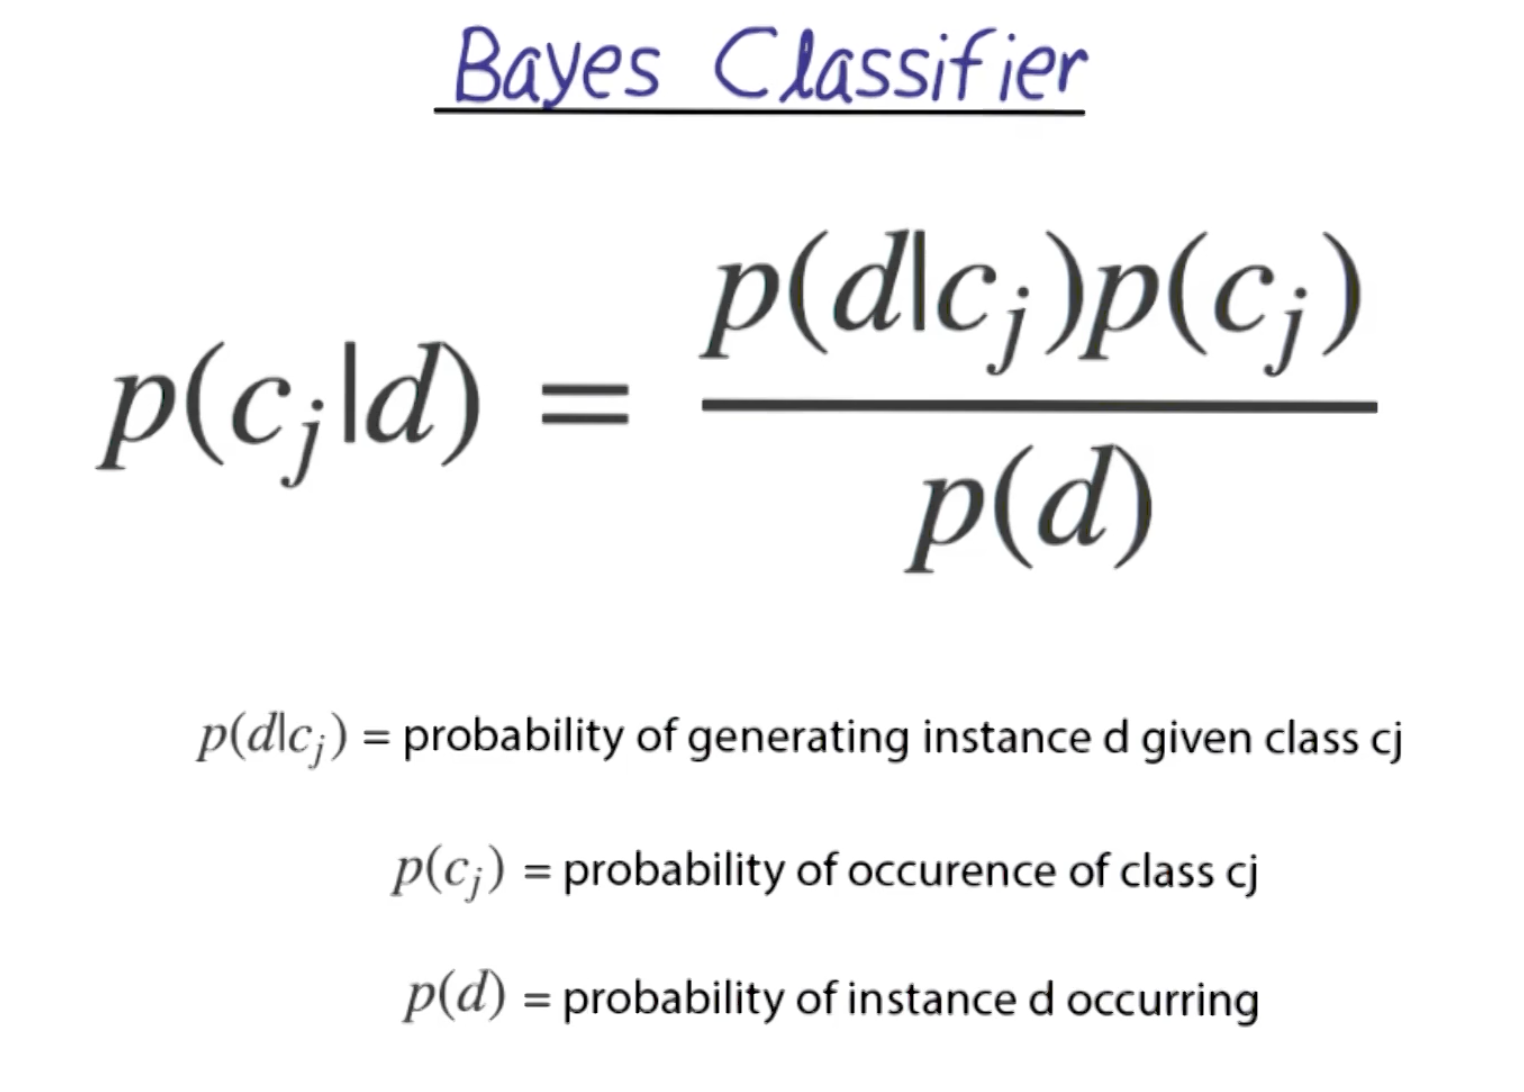 Bayes Classifier
p(c_j|d) = p(d|c_j)p(c_j) / p(d)
p(d|c_j) = probability of generating instance d given class cj
p(c_j) = probability of occurence of class cj
p(d) = probability of instance d occurring